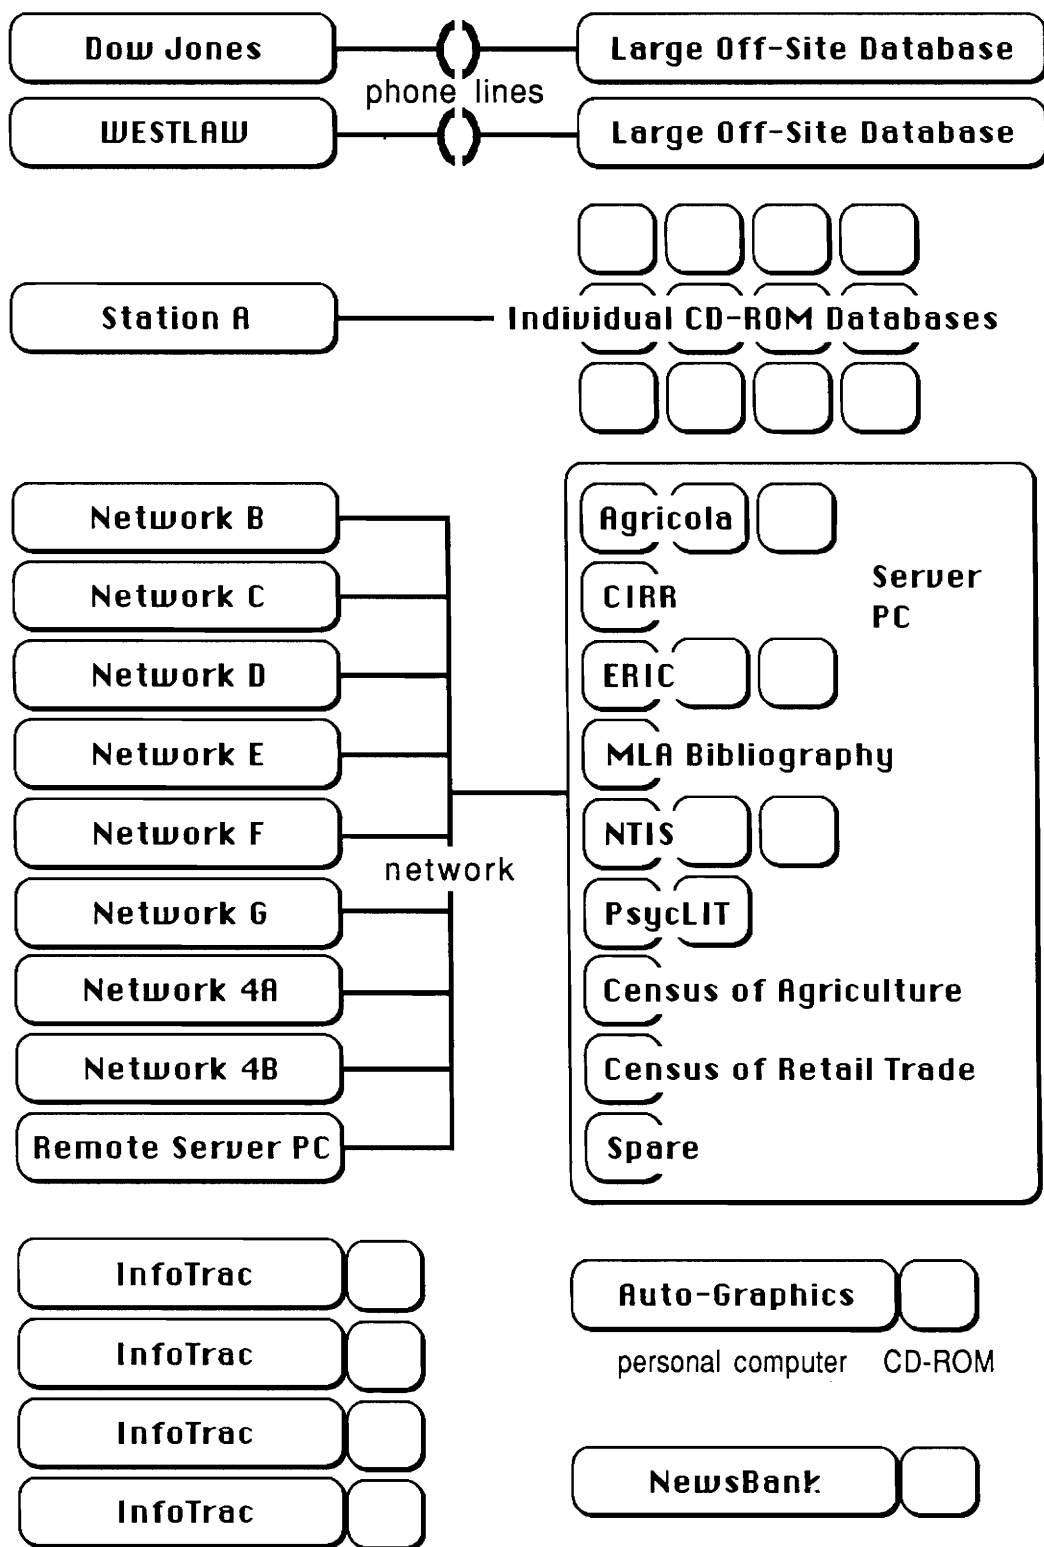 Dow Jones
Large Off-Site Database
phone lines
WESTLAW
Large Off-Site Database
Station A
Individual CD-ROM Databases
Network B
Network C
Network D
Network E
Network F
network
Network G
Network 4A
Network 4B
Remote Server PC
Agricola
Server
PC
CIRR
ERIC
MLA Bibliography
NTIS
PsycLIT
Census of Agriculture
Census of Retail Trade
Spare
InfoTrac
InfoTrac
InfoTrac
InfoTrac
Auto-Graphics
personal computer CD-ROM
NewsBank